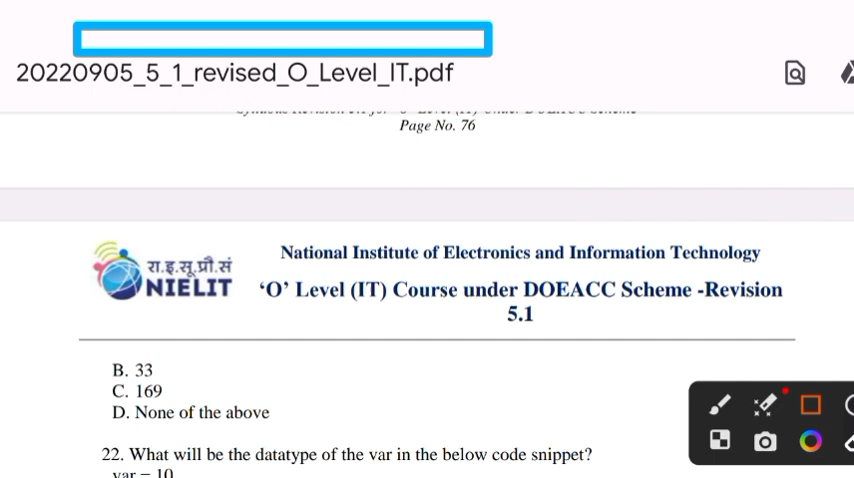 20220905_5_1_revised_O_Level_IT.pdf
Page No. 76
रा.इ.सू.प्रौ.सं
NIELIT
National Institute of Electronics and Information Technology
‘O’ Level (IT) Course under DOEACC Scheme -Revision
5.1
B. 33
C. 169
D. None of the above
22. What will be the datatype of the var in the below code snippet?
var = 10